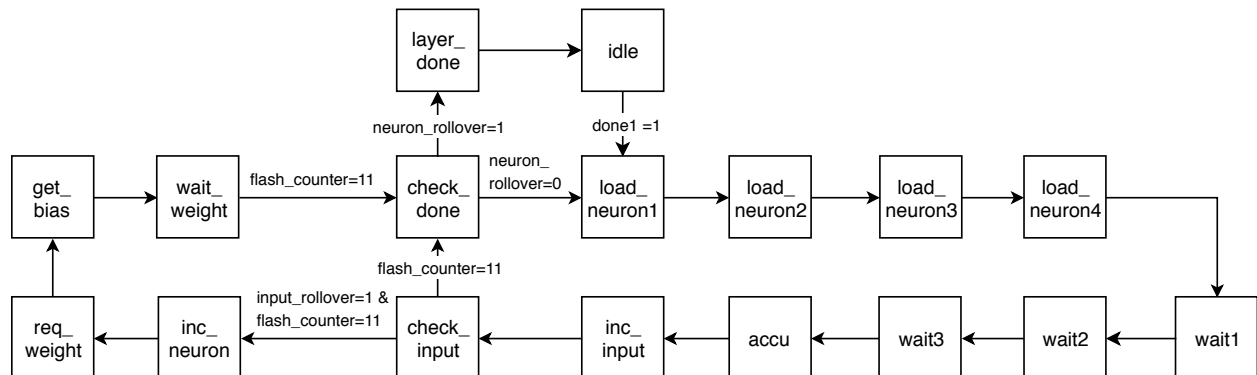 layer_
done
idle
neuron_rollover=1
done1 =1
get_
bias
wait_
weight
flash_counter=11
check_
done
neuron_
rollover=0
load_
neuron1
load_
neuron2
load_
neuron3
load_
neuron4
flash_counter=11
req_
weight
inc_
neuron
input_rollover=1 &
flash_counter=11
check_
input
inc_
input
accu
wait3
wait2
wait1